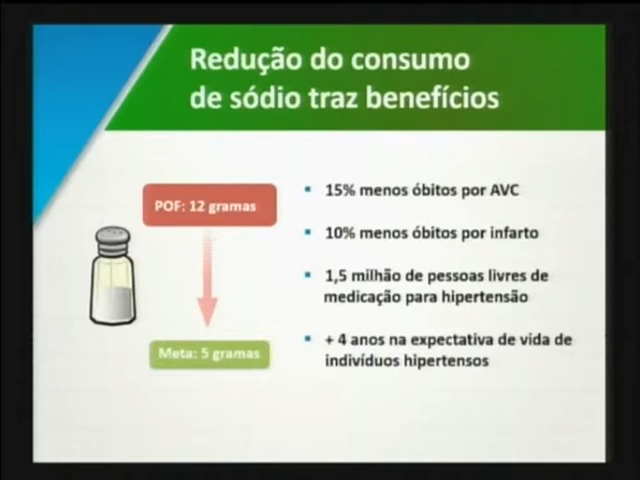 Redução do consumo
de sódio traz benefícios
POF: 12 gramas
Meta: 5 gramas
15% menos óbitos por AVC
10% menos óbitos por infarto
1,5 milhão de pessoas livres de
medicação para hipertensão
+ 4 anos na expectativa de vida de
indivíduos hipertensos